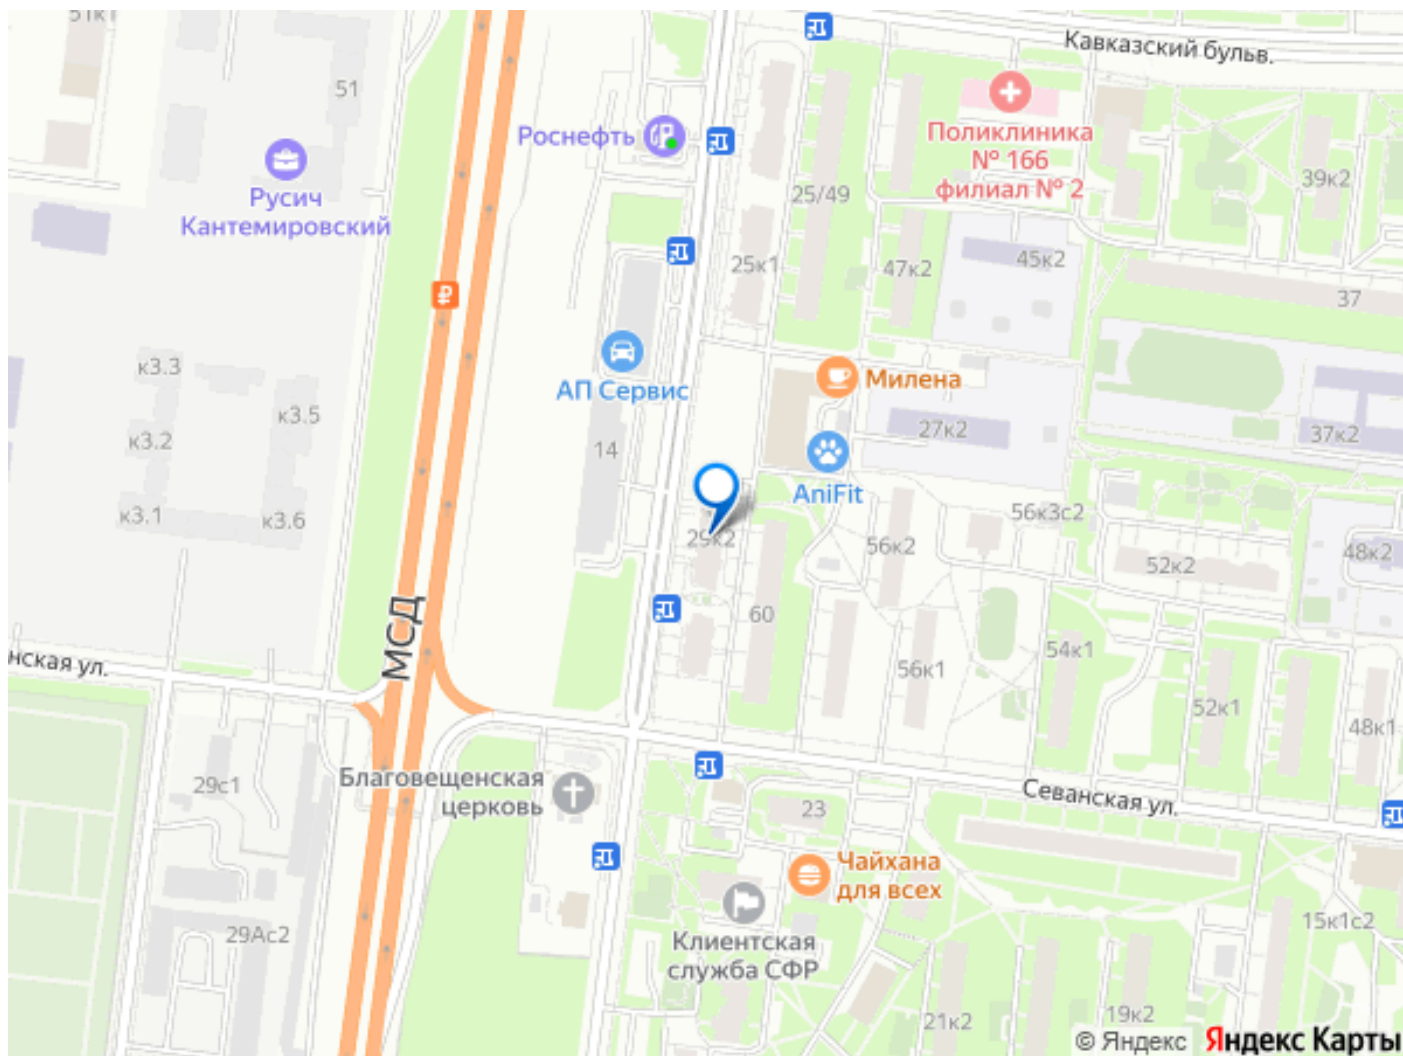 51к1
Кавказский бульв.
51
Роснефть
Поликлиника
№ 166
филиал № 2
Русич
Кантемировский
25/49
39к2
25к1
47к2
45к2
37
₽
к3.3
АП Сервис
Милена
к3.5
к3.2
14
27к2
37к2
AniFit
к3.1
к3.6
29к2
56к2
56к3с2
48к2
52к2
МСД
60
нская ул.
56к1
54к1
52к1
48к1
29с1
Благовещенская
церковь
23
Севанская ул.
Чайхана
для всех
29Ас2
Клиентская
служба СФР
15к1с2
21к2
19к2
© Яндекс Яндекс Карты